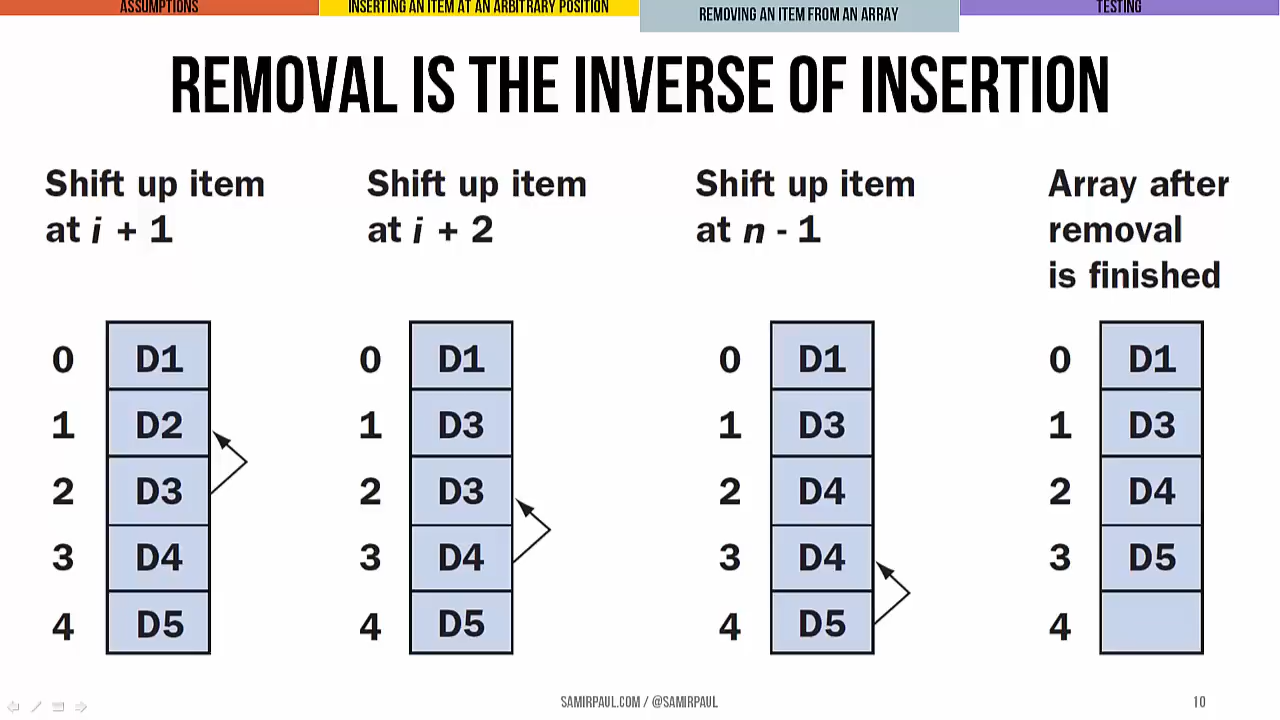 ASSUMPTIONS
INSERTING AN ITEM AT AN ARBITRARY POSITION
REMOVING AN ITEM FROM AN ARRAY
TESTING
REMOVAL IS THE INVERSE OF INSERTION
Shift up item
at i + 1
0 D1
1 D2
2 D3
3 D4
4 D5
Shift up item
at i + 2
0 D1
1 D3
2 D3
3 D4
4 D5
Shift up item
at n - 1
0 D1
1 D3
2 D4
3 D4
4 D5
Array after
removal
is finished
0 D1
1 D3
2 D4
3 D5
4
SAMIRPAUL.COM / @SAMIRPAUL
10